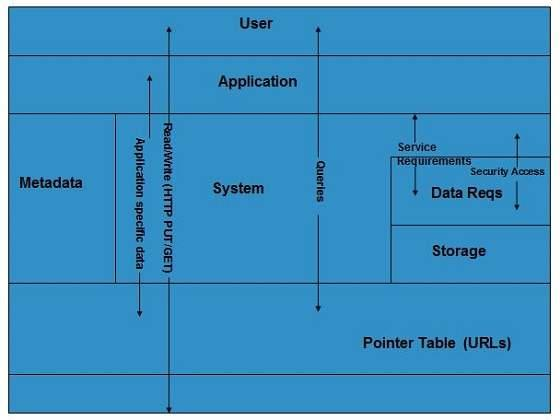 User
Application
Metadata
Application specific data
Read/Write (HTTP PUT/GET)
System
Queries
Service
Requirements
Security Access
Data Reqs
Storage
Pointer Table (URLs)